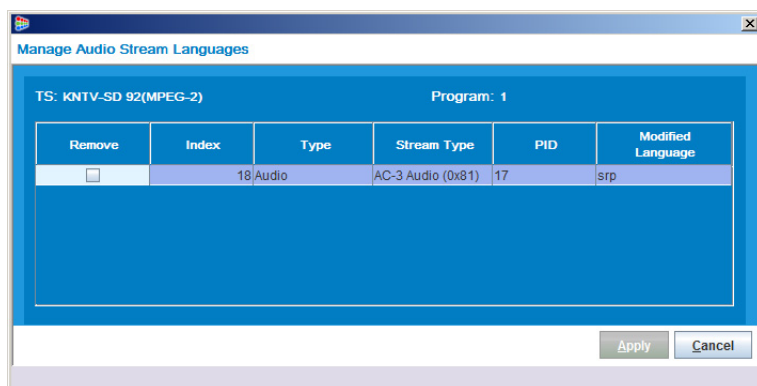 Manage Audio Stream Languages
TS: KNTV-SD 92(MPEG-2) Program: 1
Remove Index Type Stream Type PID Modified Language
18 Audio AC-3 Audio (0x81) 17 srp
Apply Cancel